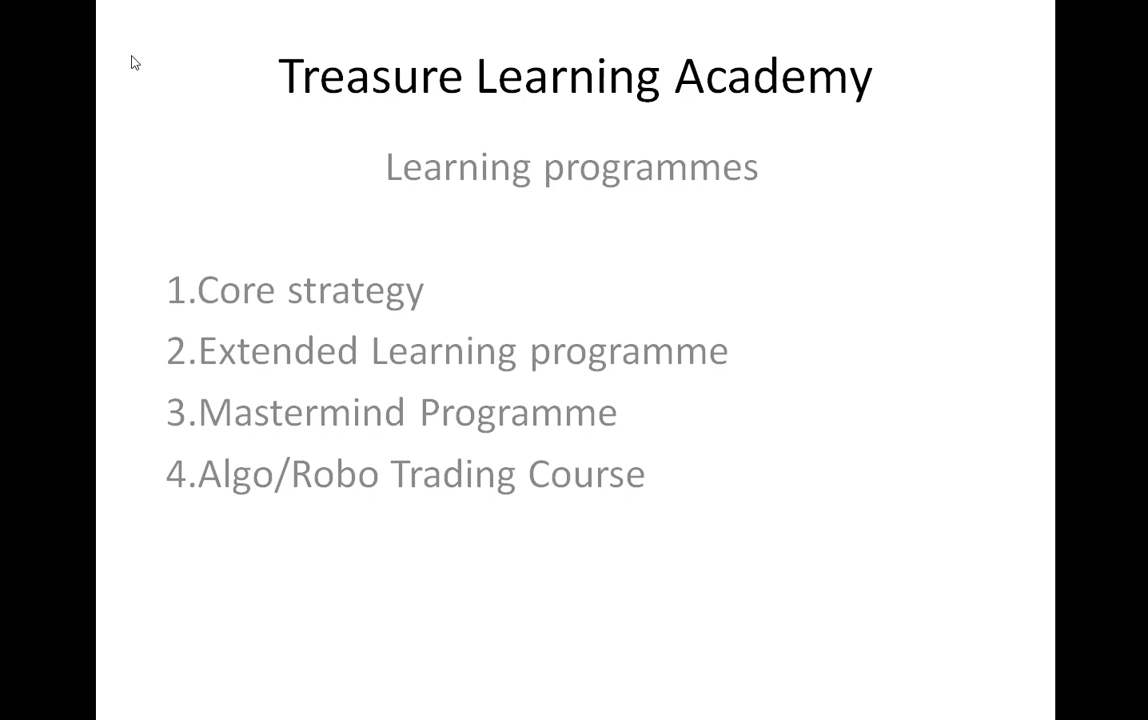 Treasure Learning Academy
Learning programmes
1.Core strategy
2.Extended Learning programme
3.Mastermind Programme
4.Algo/Robo Trading Course